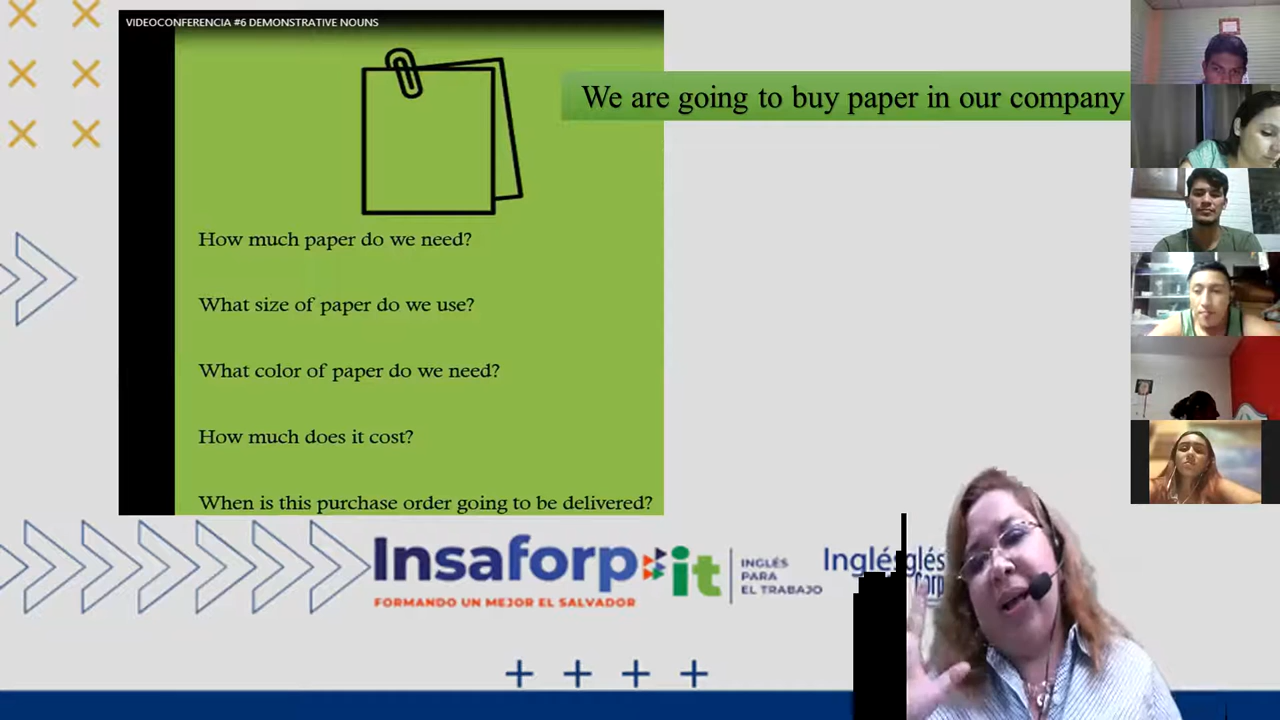 VIDEOCONFERENCIA #6 DEMONSTRATIVE NOUNS
We are going to buy paper in our company
How much paper do we need?
What size of paper do we use?
What color of paper do we need?
How much does it cost?
When is this purchase order going to be delivered?
Insaforp it
FORMANDO UN MEJOR EL SALVADOR
INGLÉS
PARA
EL TRABAJO
Inglés
glés
forp